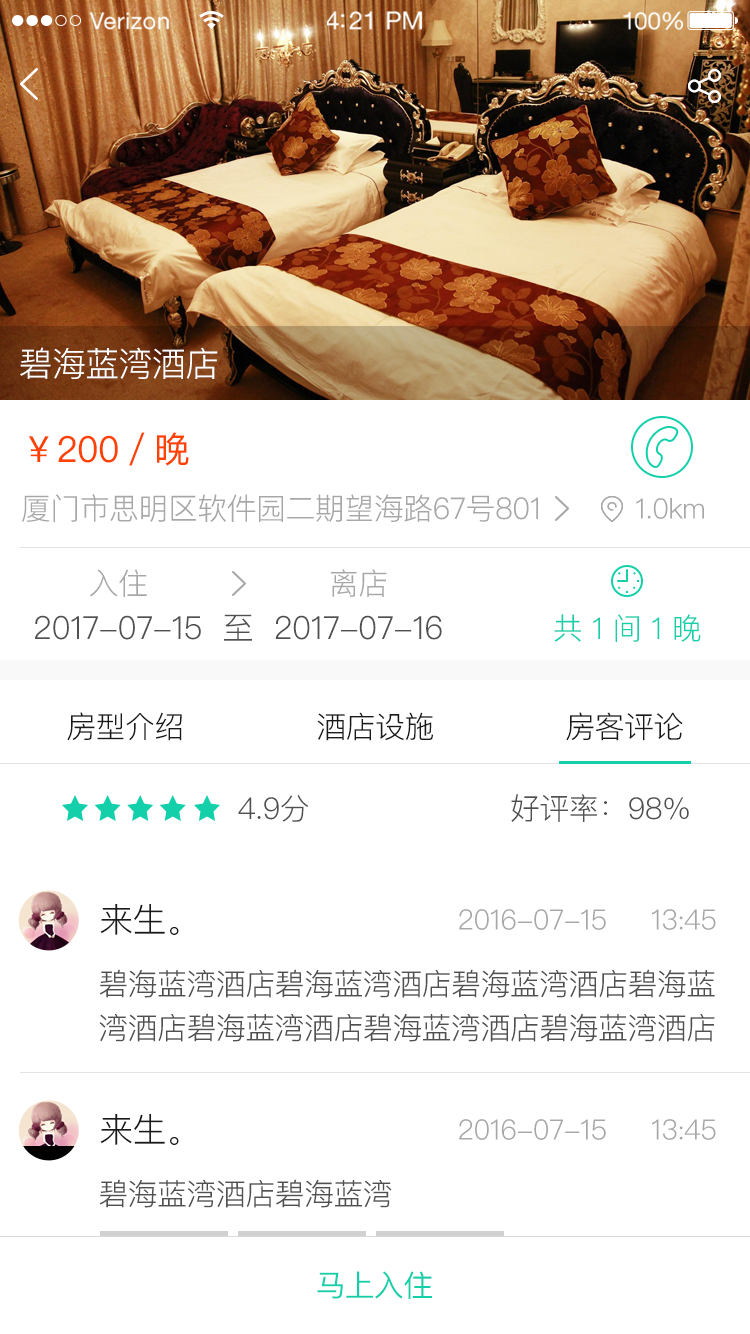 Verizon 4:21 PM 100%
碧海蓝湾酒店
￥200 / 晚
厦门市思明区软件园二期望海路67号801 1.0km
入住 离店
2017-07-15 至 2017-07-16 共 1 间 1 晚
房型介绍 酒店设施 房客评论
4.9分 好评率：98%
来生。 2016-07-15 13:45
碧海蓝湾酒店碧海蓝湾酒店碧海蓝湾酒店碧海蓝
湾酒店碧海蓝湾酒店碧海蓝湾酒店碧海蓝湾酒店
来生。 2016-07-15 13:45
碧海蓝湾酒店碧海蓝湾
马上入住